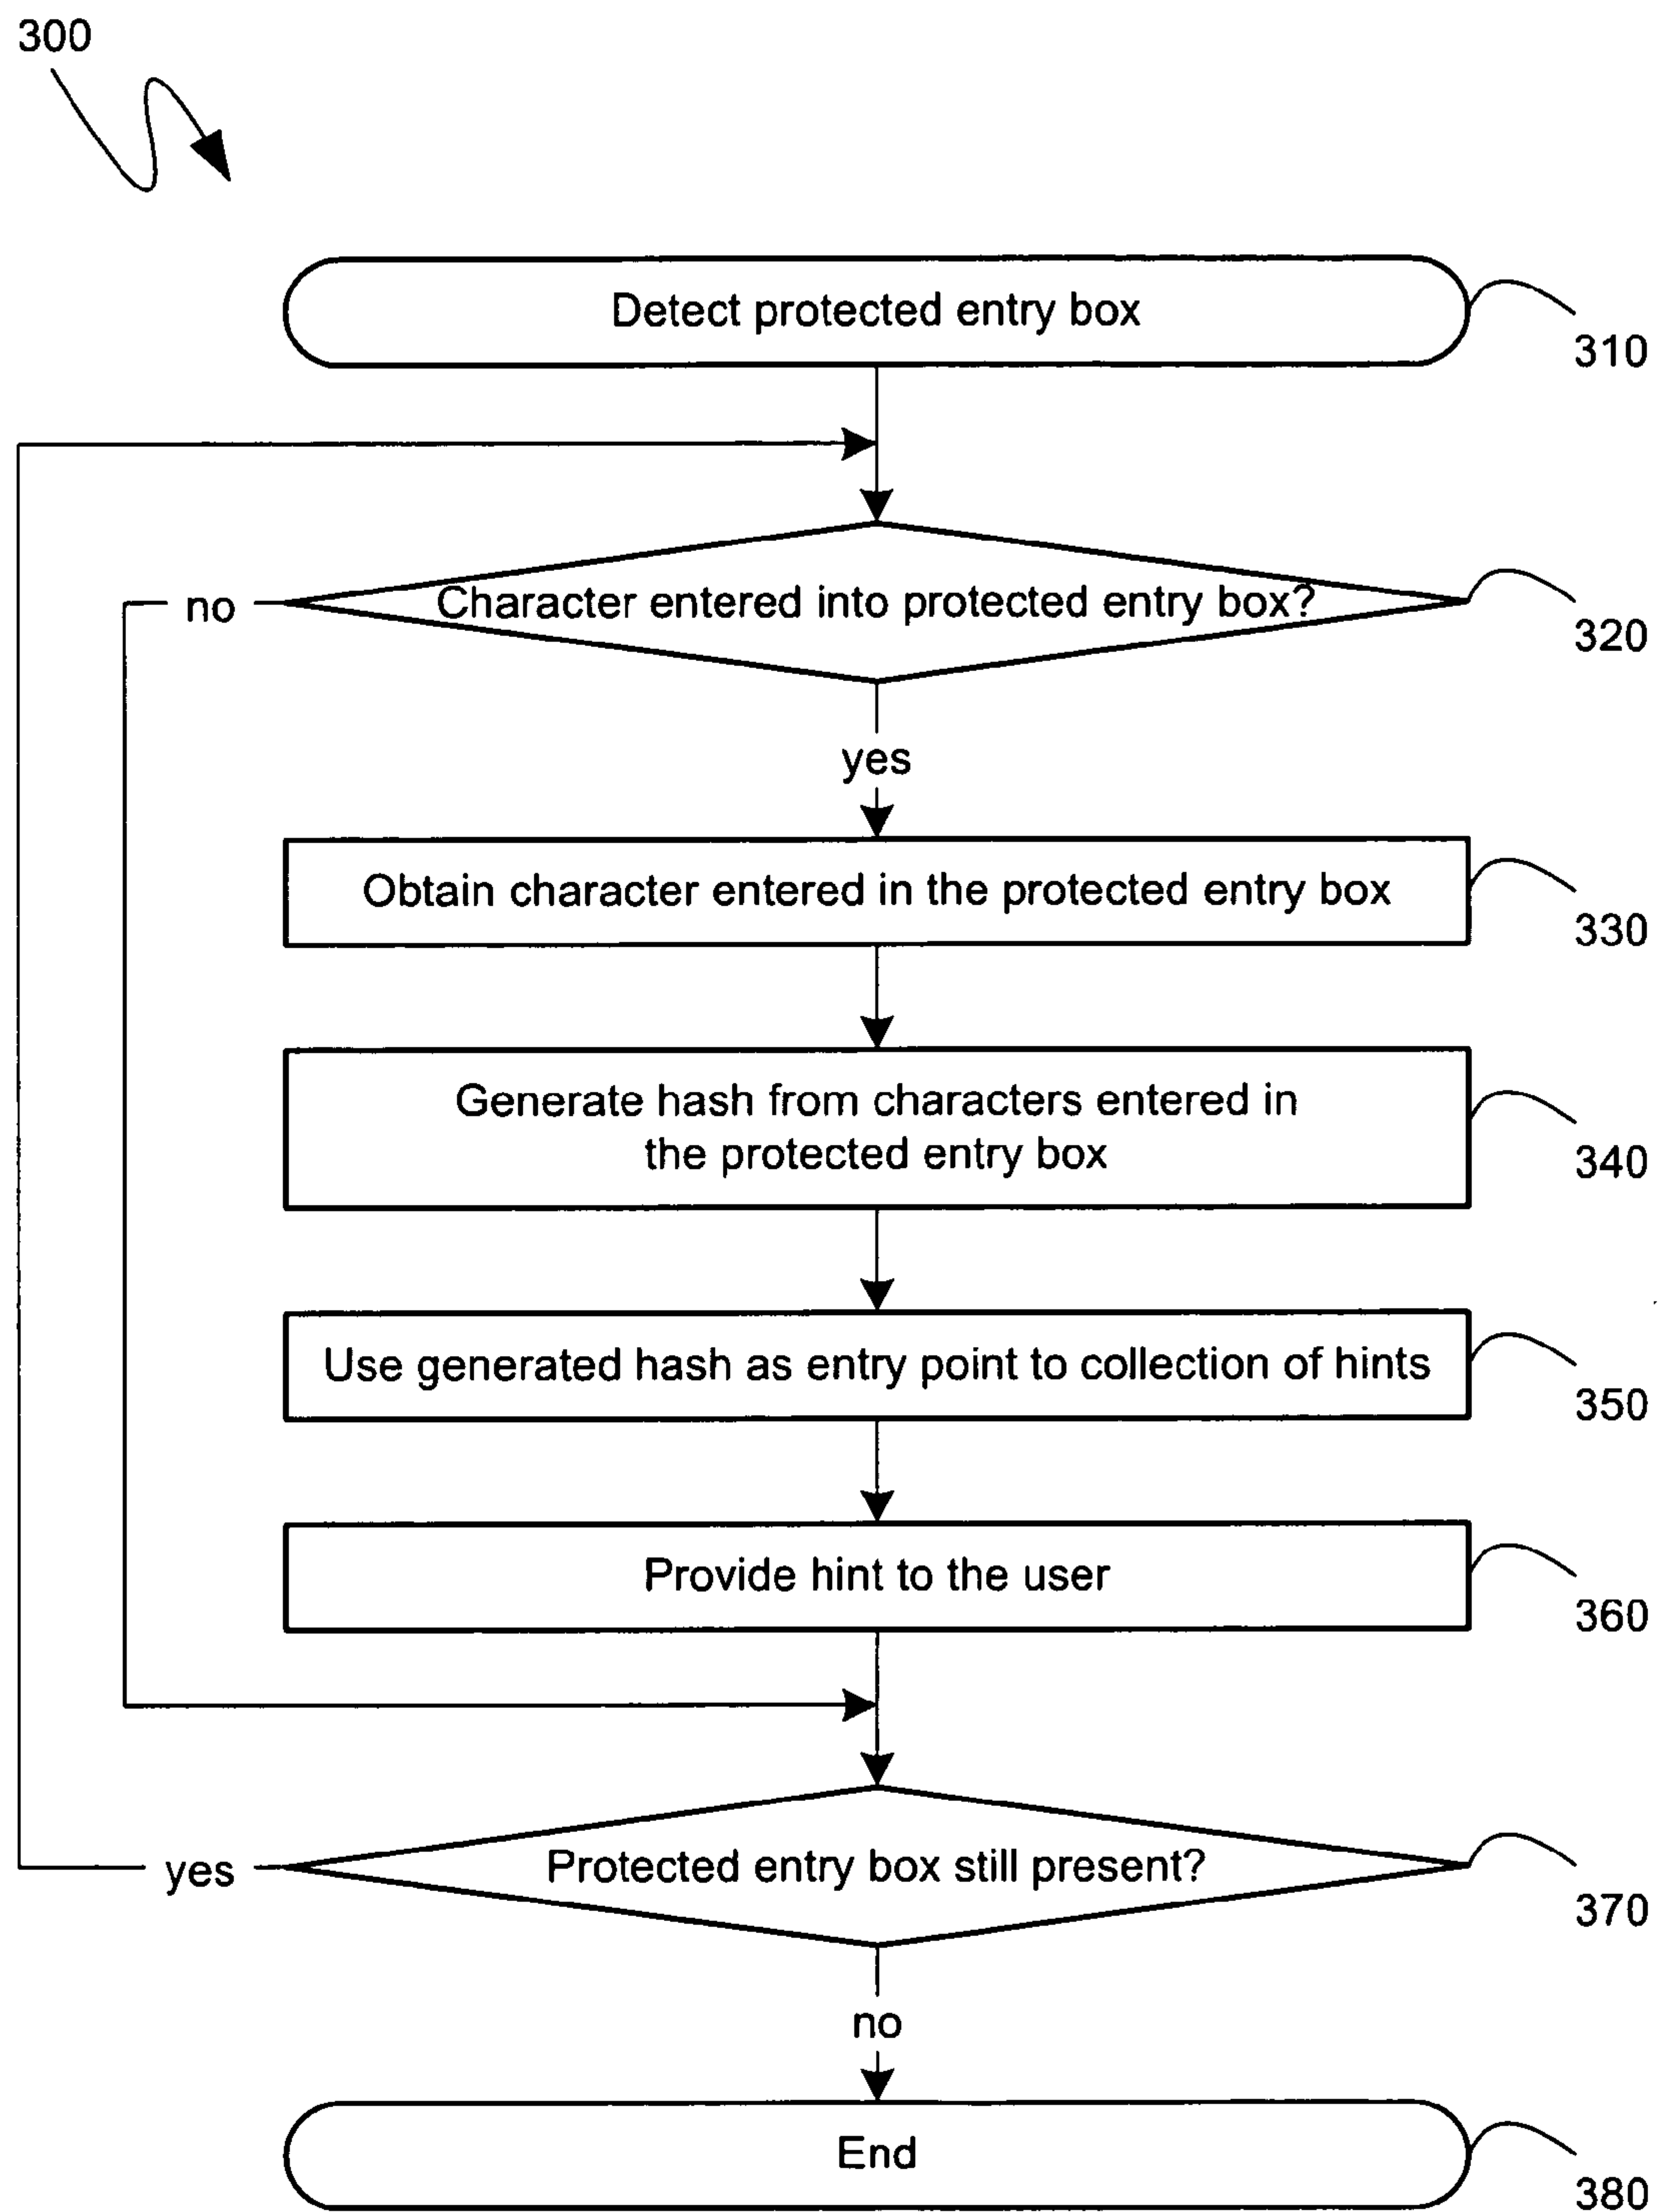 300
Detect protected entry box
310
Character entered into protected entry box?
no
320
yes
Obtain character entered in the protected entry box
330
Generate hash from characters entered in
the protected entry box
340
Use generated hash as entry point to collection of hints
350
Provide hint to the user
360
Protected entry box still present?
yes
370
no
End
380